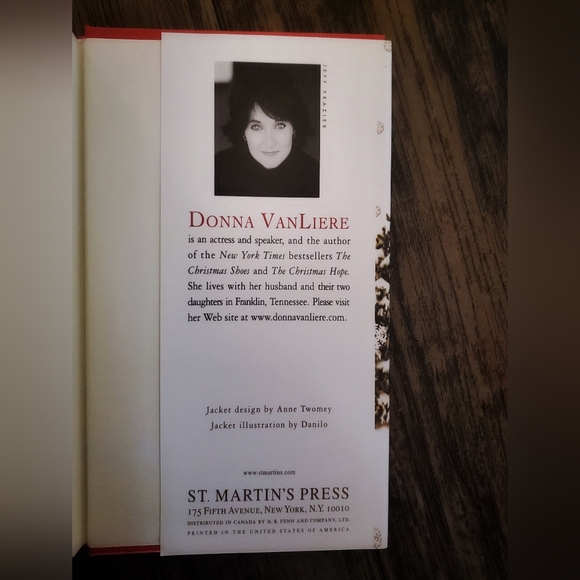 JEFF FRAZIER
DONNA VANLIERE
is an actress and speaker, and the author
of the New York Times bestsellers The
Christmas Shoes and The Christmas Hope.
She lives with her husband and their two
daughters in Franklin, Tennessee. Please visit
her Web site at www.donnavanliere.com.
Jacket design by Anne Twomey
Jacket illustration by Danilo
www.stmartins.com
ST. MARTIN'S PRESS
175 FIFTH AVENUE, NEW YORK, N.Y. 10010
DISTRIBUTED IN CANADA BY H. B. FENN AND COMPANY, LTD.
PRINTED IN THE UNITED STATES OF AMERICA